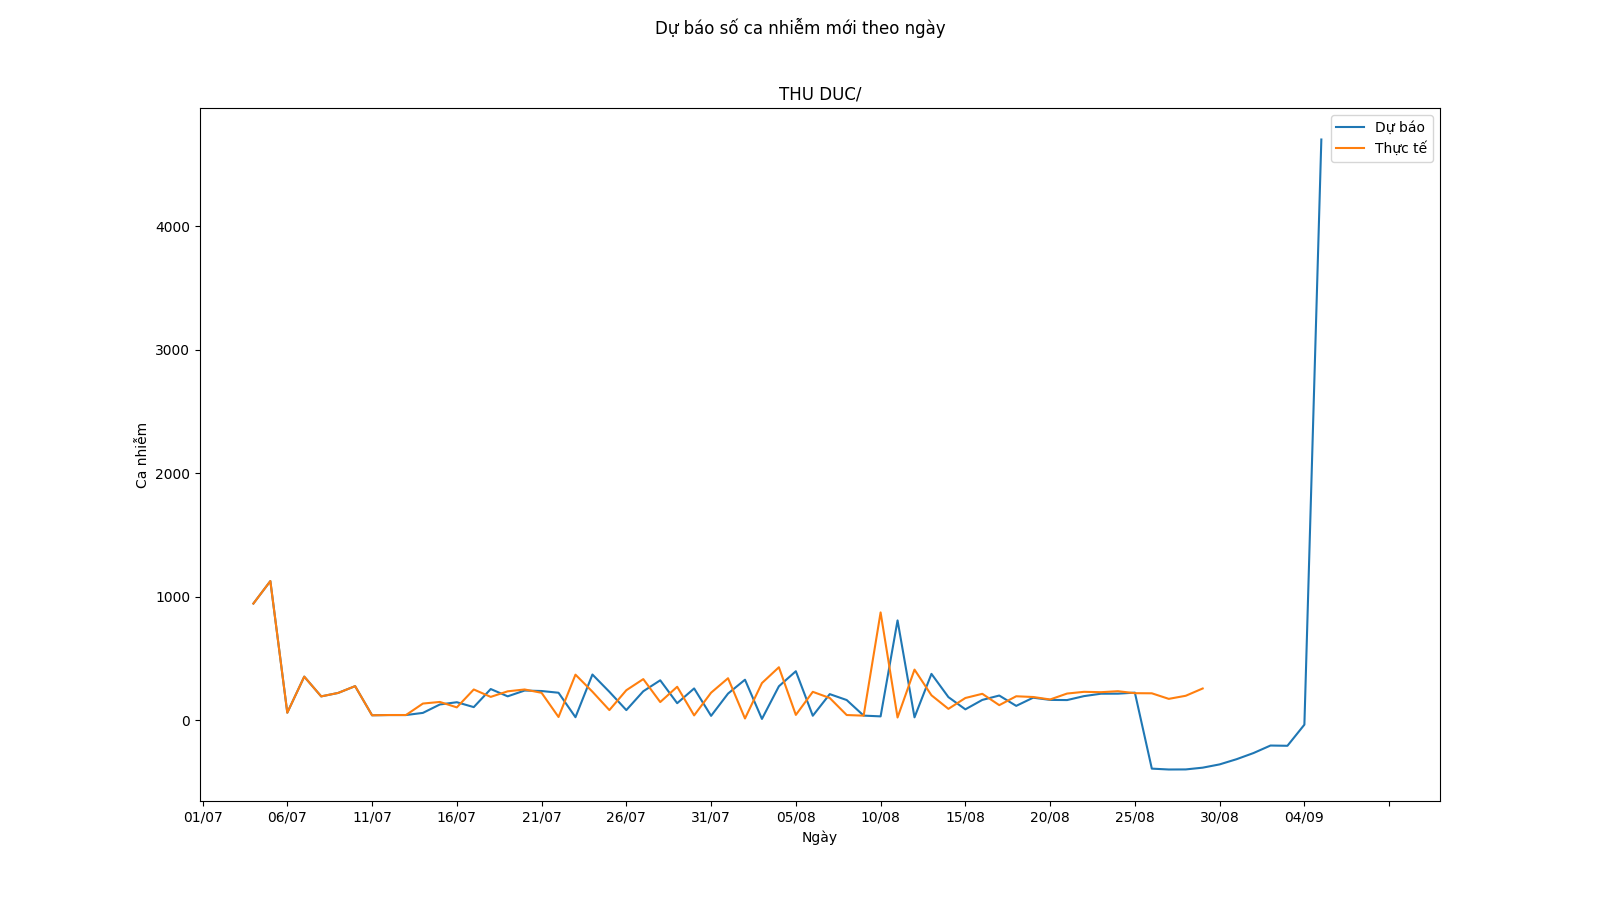 Dự báo số ca nhiễm mới theo ngày
THU DUC/
Dự báo
Thực tế
4000
3000
2000
1000
0
Ca nhiễm
01/07 06/07 11/07 16/07 21/07 26/07 31/07 05/08 10/08 15/08 20/08 25/08 30/08 04/09
Ngày